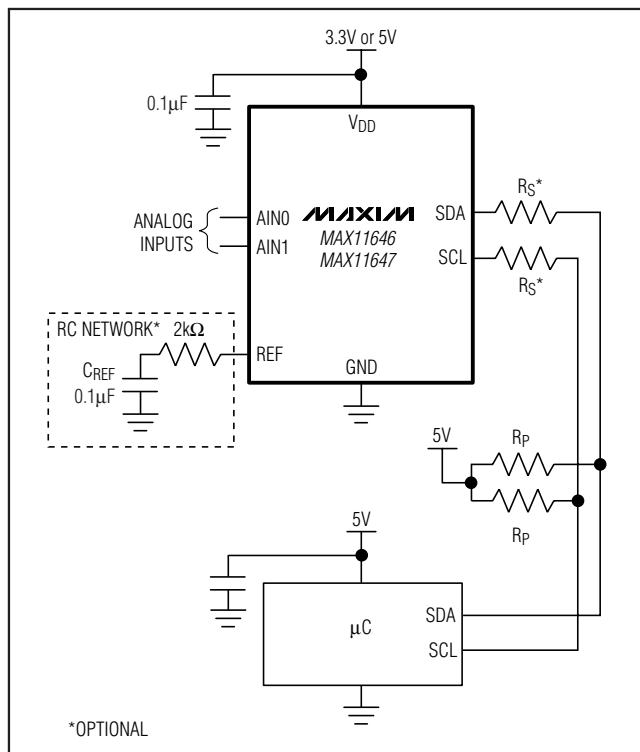 3.3V or 5V
0.1µF
VDD
RS*
ANALOG
INPUTS
AIN0
AIN1
MAXIM
MAX11646
MAX11647
SDA
SCL
RS*
RC NETWORK*
2kΩ
REF
CREF
0.1µF
GND
5V
RP
RP
5V
µC
SDA
SCL
*OPTIONAL